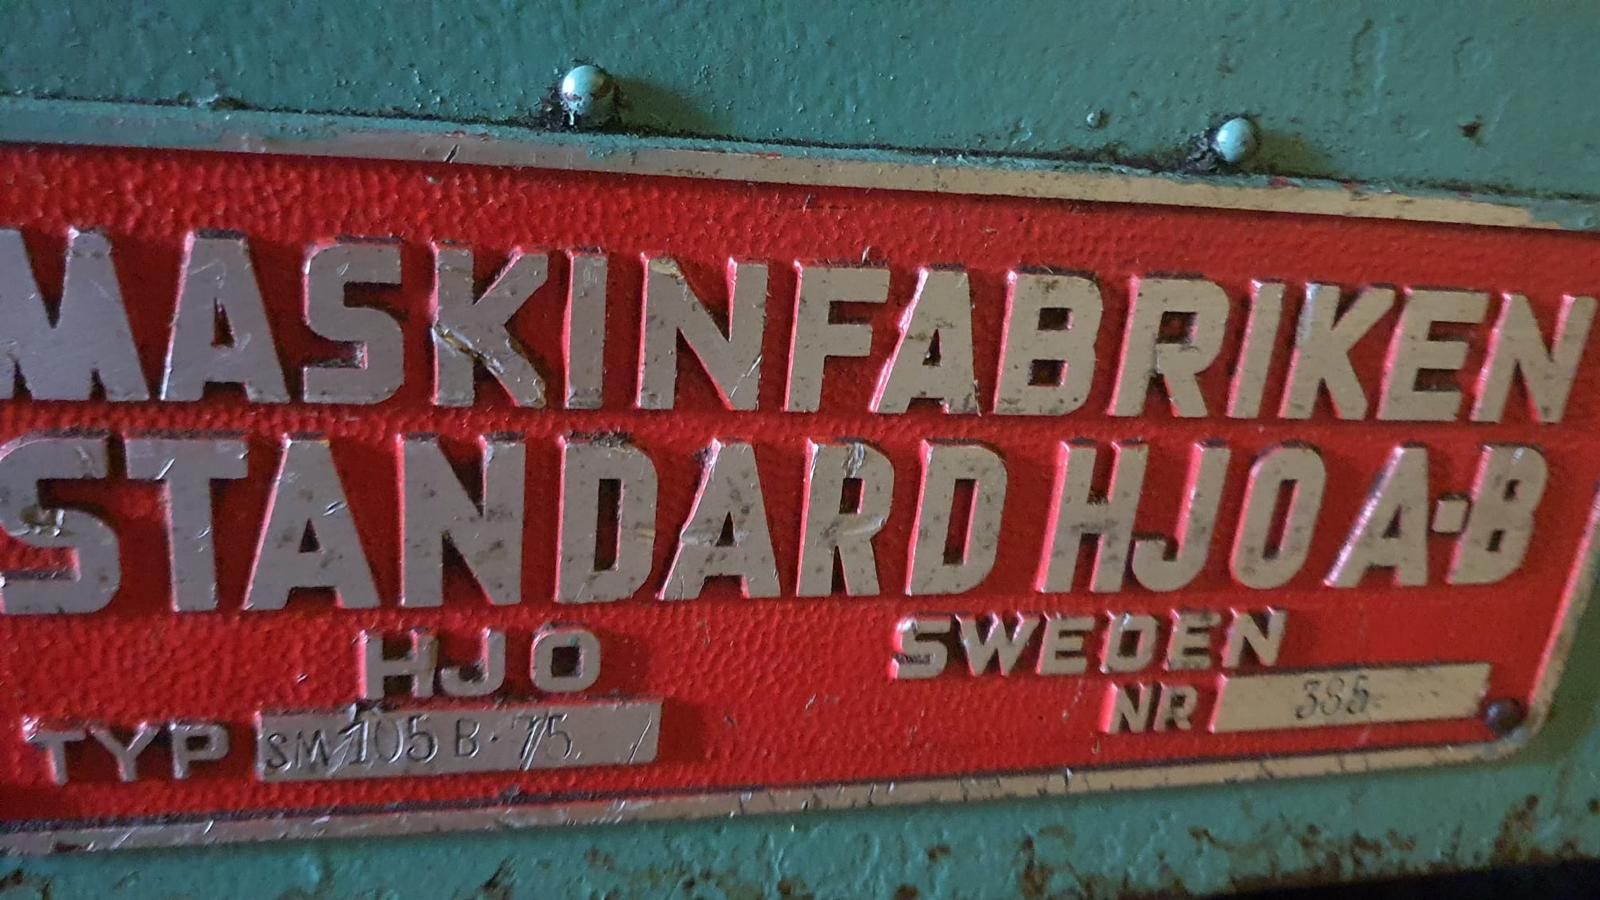 MASKINFABRIKEN
STANDARD HJO A·B
HJO SWEDEN
TYP SM 105 B · 75 NR 385